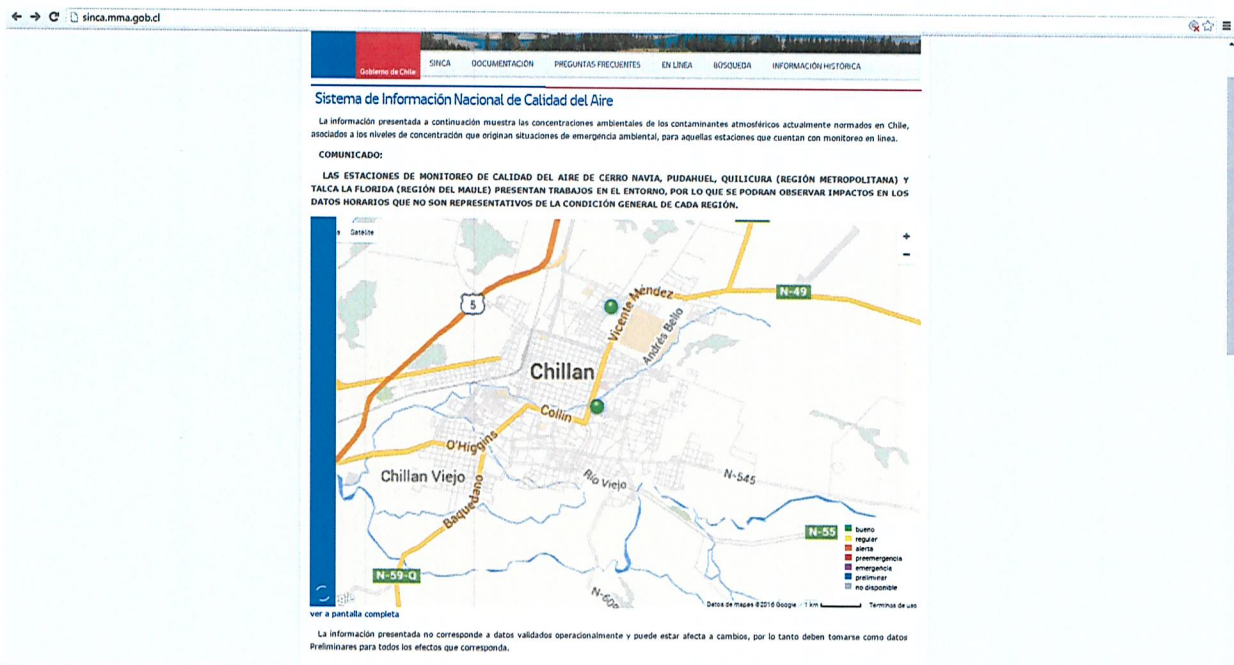 sinca.mma.gob.cl
Gobierno de Chile
SINCA DOCUMENTACIÓN PREGUNTAS FRECUENTES EN LINEA BÚSQUEDA INFORMACIÓN HISTÓRICA
Sistema de Información Nacional de Calidad del Aire
La información presentada a continuación muestra las concentraciones ambientales de los contaminantes atmosféricos actualmente normados en Chile,
asociados a los niveles de concentración que originan situaciones de emergencia ambiental, para aquellas estaciones que cuentan con monitoreo en línea.
COMUNICADO:
LAS ESTACIONES DE MONITOREO DE CALIDAD DEL AIRE DE CERRO NAVIA, PUDAHUEL, QUILICURA (REGIÓN METROPOLITANA) Y
TALCA LA FLORIDA (REGIÓN DEL MAULE) PRESENTAN TRABAJOS EN EL ENTORNO, POR LO QUE SE PODRAN OBSERVAR IMPACTOS EN LOS
DATOS HORARIOS QUE NO SON REPRESENTATIVOS DE LA CONDICIÓN GENERAL DE CADA REGIÓN.
Satelite
+
-
5
Vicente Méndez
N-49
Andrés Bello
Chillan
Collin
O'Higgins
Chillan Viejo
Baquedano
Río Viejo
N-545
N-55
N-59-Q
bueno
regular
alerta
preemergencia
emergencia
preliminar
no disponible
Datos de mapas ©2016 Google 1 km Términos de uso
ver a pantalla completa
La información presentada no corresponde a datos validados operacionalmente y puede estar afecta a cambios, por lo tanto deben tomarse como datos
Preliminares para todos los efectos que corresponda.